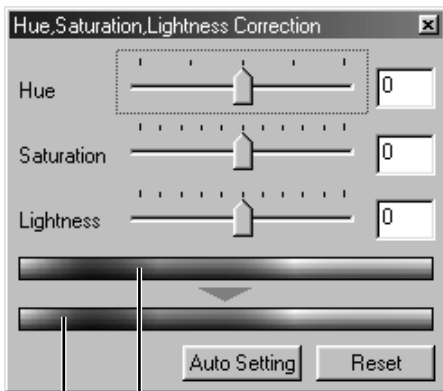 Hue,Saturation,Lightness Correction
Hue 0
Saturation 0
Lightness 0
Auto Setting Reset